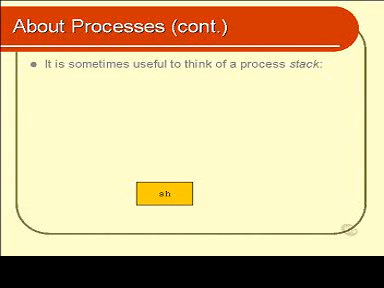 About Processes (cont.)
It is sometimes useful to think of a process stack:
sh